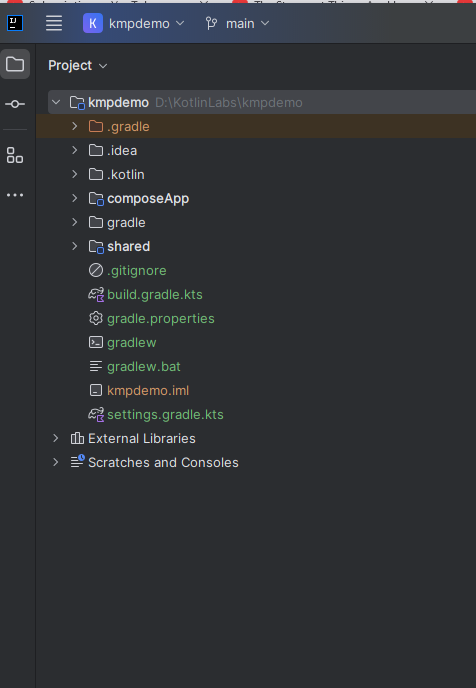 IJ
K kmpdemo main
Project
kmpdemo D:\KotlinLabs\kmpdemo
.gradle
.idea
.kotlin
composeApp
gradle
shared
.gitignore
build.gradle.kts
gradle.properties
gradlew
gradlew.bat
kmpdemo.iml
settings.gradle.kts
External Libraries
Scratches and Consoles